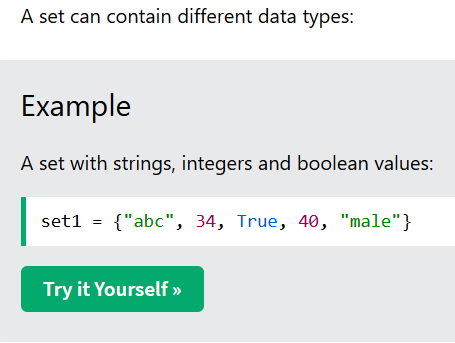 A set can contain different data types:
Example
A set with strings, integers and boolean values:
set1 = {"abc", 34, True, 40, "male"}
Try it Yourself »